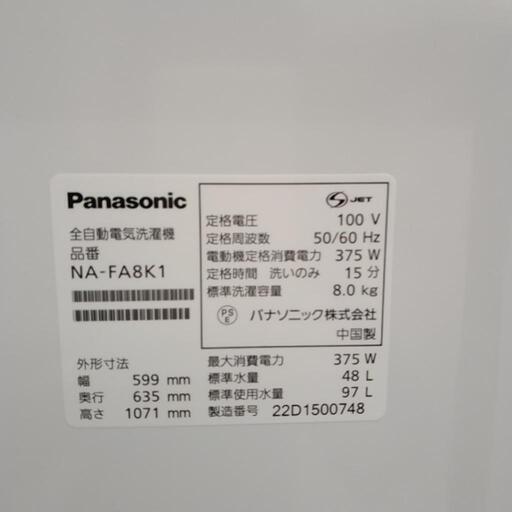 Panasonic
全自動電気洗濯機
品番
NA-FA8K1
外形寸法
幅 599 mm
奥行 635 mm
高さ 1071 mm
S JET
定格電圧 100 V
定格周波数 50/60 Hz
電動機定格消費電力 375 W
定格時間 洗いのみ 15 分
標準洗濯容量 8.0 kg
PS E パナソニック株式会社
中国製
最大消費電力 375 W
標準水量 48 L
標準使用水量 97 L
製造番号 22D1500748